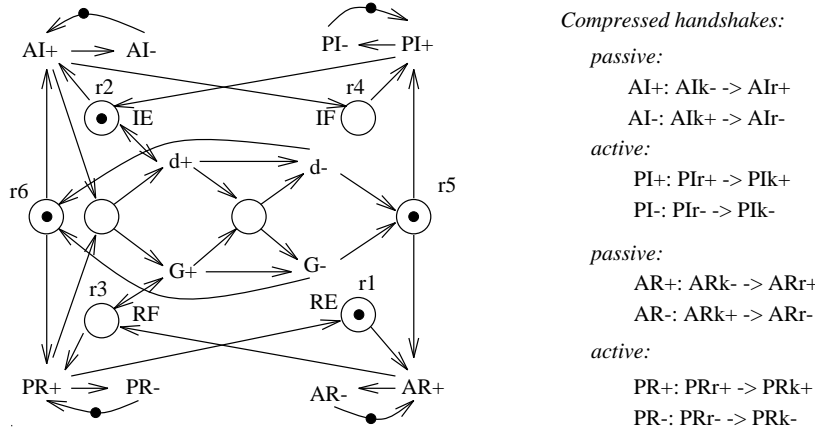 Compressed handshakes:
passive:
AI+: AIk- -> AIr+
AI-: AIk+ -> AIr-
active:
PI+: PIr+ -> PIk+
PI-: PIr- -> PIk-
passive:
AR+: ARk- -> ARr+
AR-: ARk+ -> ARr-
active:
PR+: PRr+ -> PRk+
PR-: PRr- -> PRk-
AI+ AI- PI- PI+
r2 r4
IE IF
d+ d-
r6 r5
G+ G-
r3 r1
RF RE
PR+ PR- AR- AR+